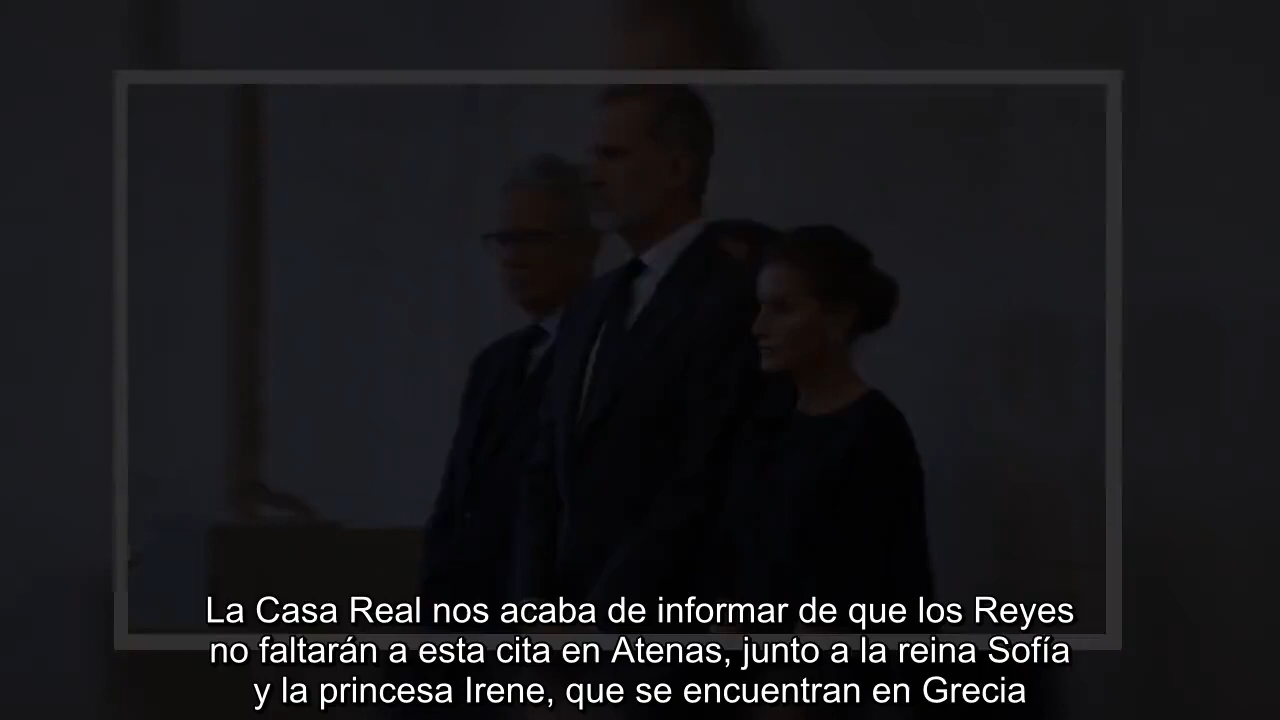 La Casa Real nos acaba de informar de que los Reyes
no faltarán a esta cita en Atenas, junto a la reina Sofía
y la princesa Irene, que se encuentran en Grecia